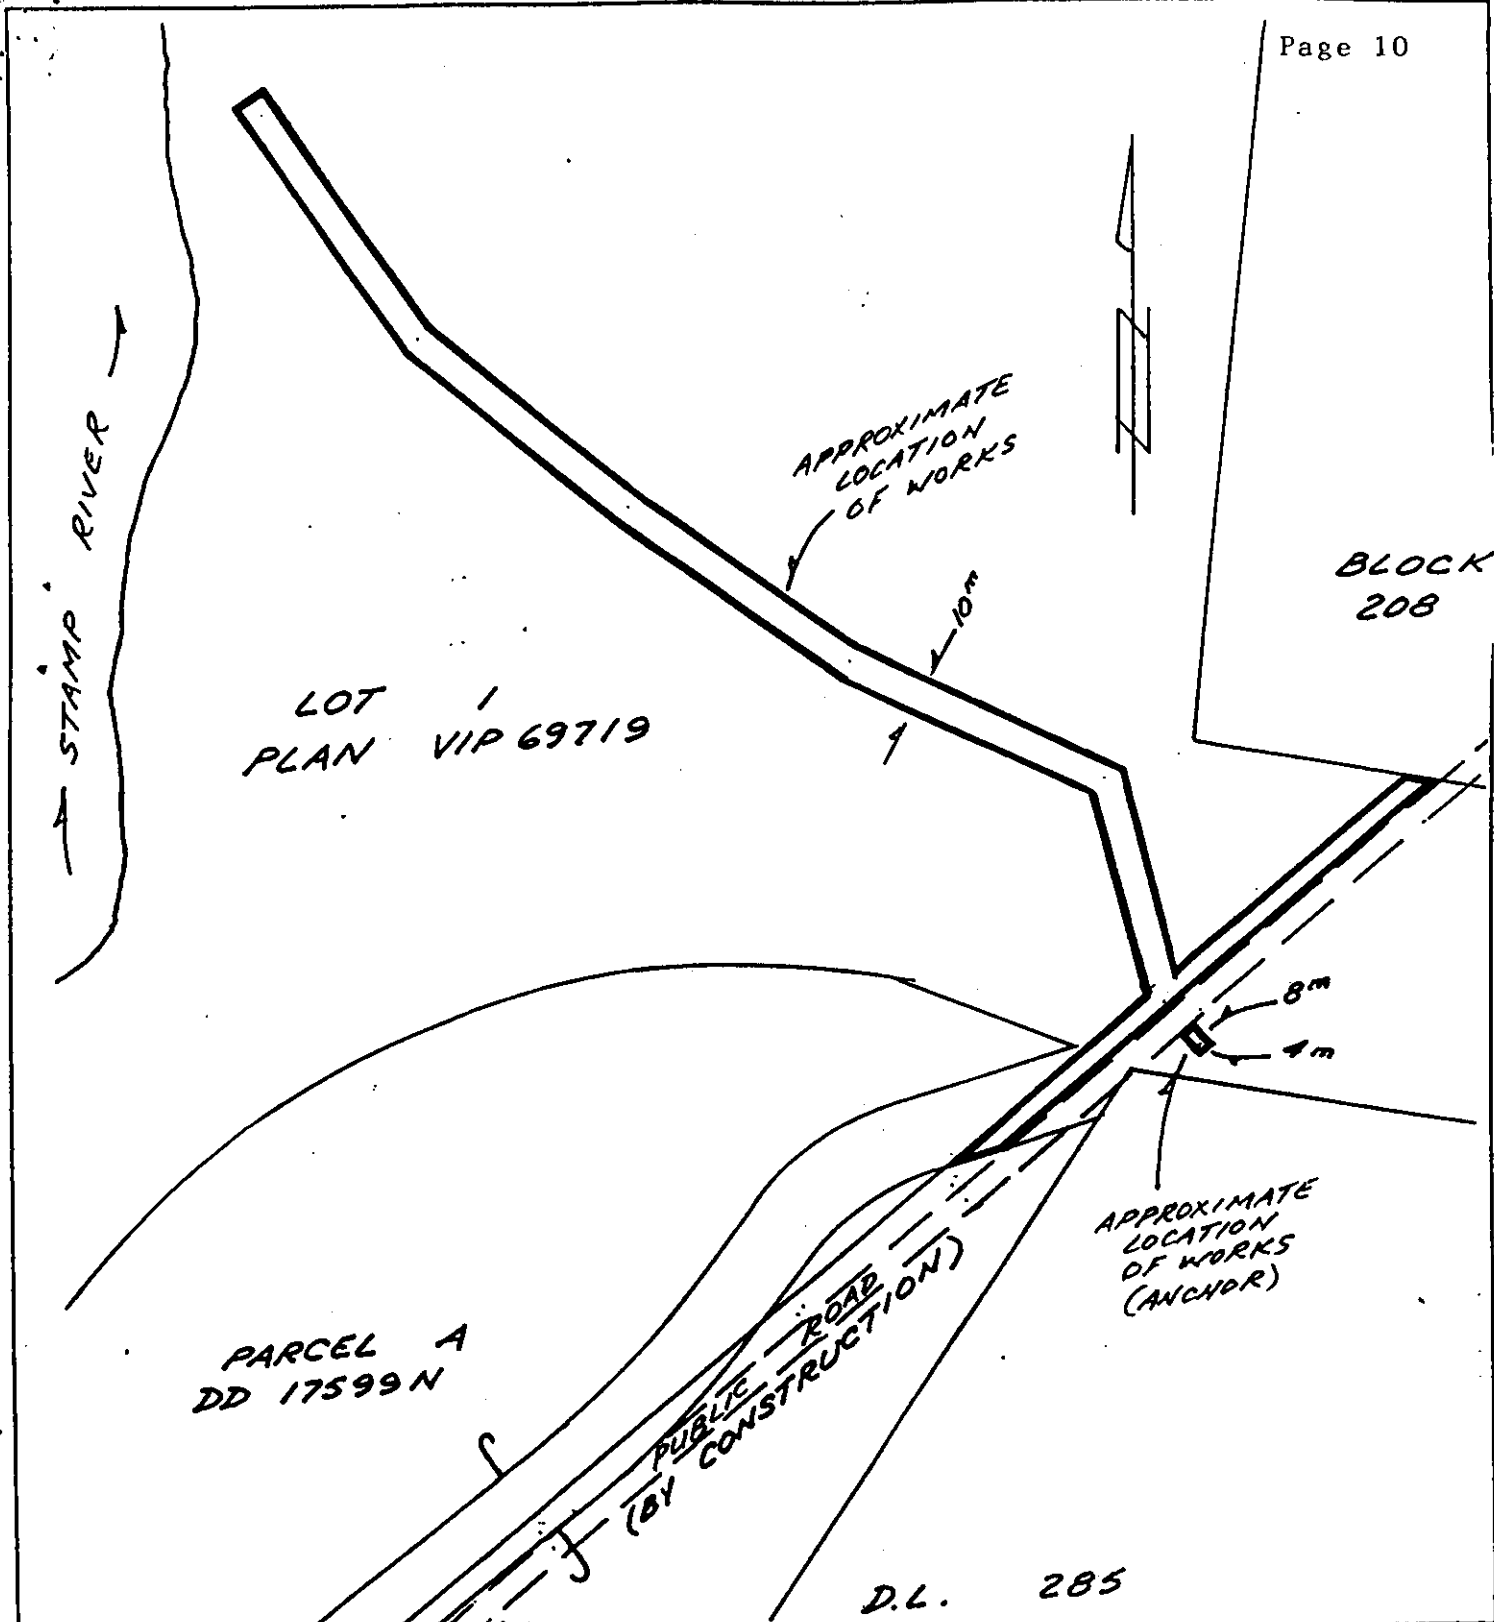 Page 10
APPROXIMATE
LOCATION
OF WORKS
10m
BLOCK
208
STAMP RIVER
LOT 1
PLAN VIP 69719
8m
4m
APPROXIMATE
LOCATION
OF WORKS
(ANCHOR)
PARCEL A
DD 17599N
PUBLIC ROAD
(BY CONSTRUCTION)
D.L. 285